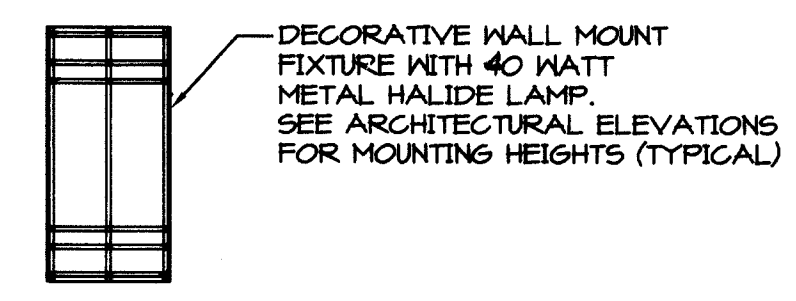 DECORATIVE WALL MOUNT
FIXTURE WITH 40 WATT
METAL HALIDE LAMP.
SEE ARCHITECTURAL ELEVATIONS
FOR MOUNTING HEIGHTS (TYPICAL)